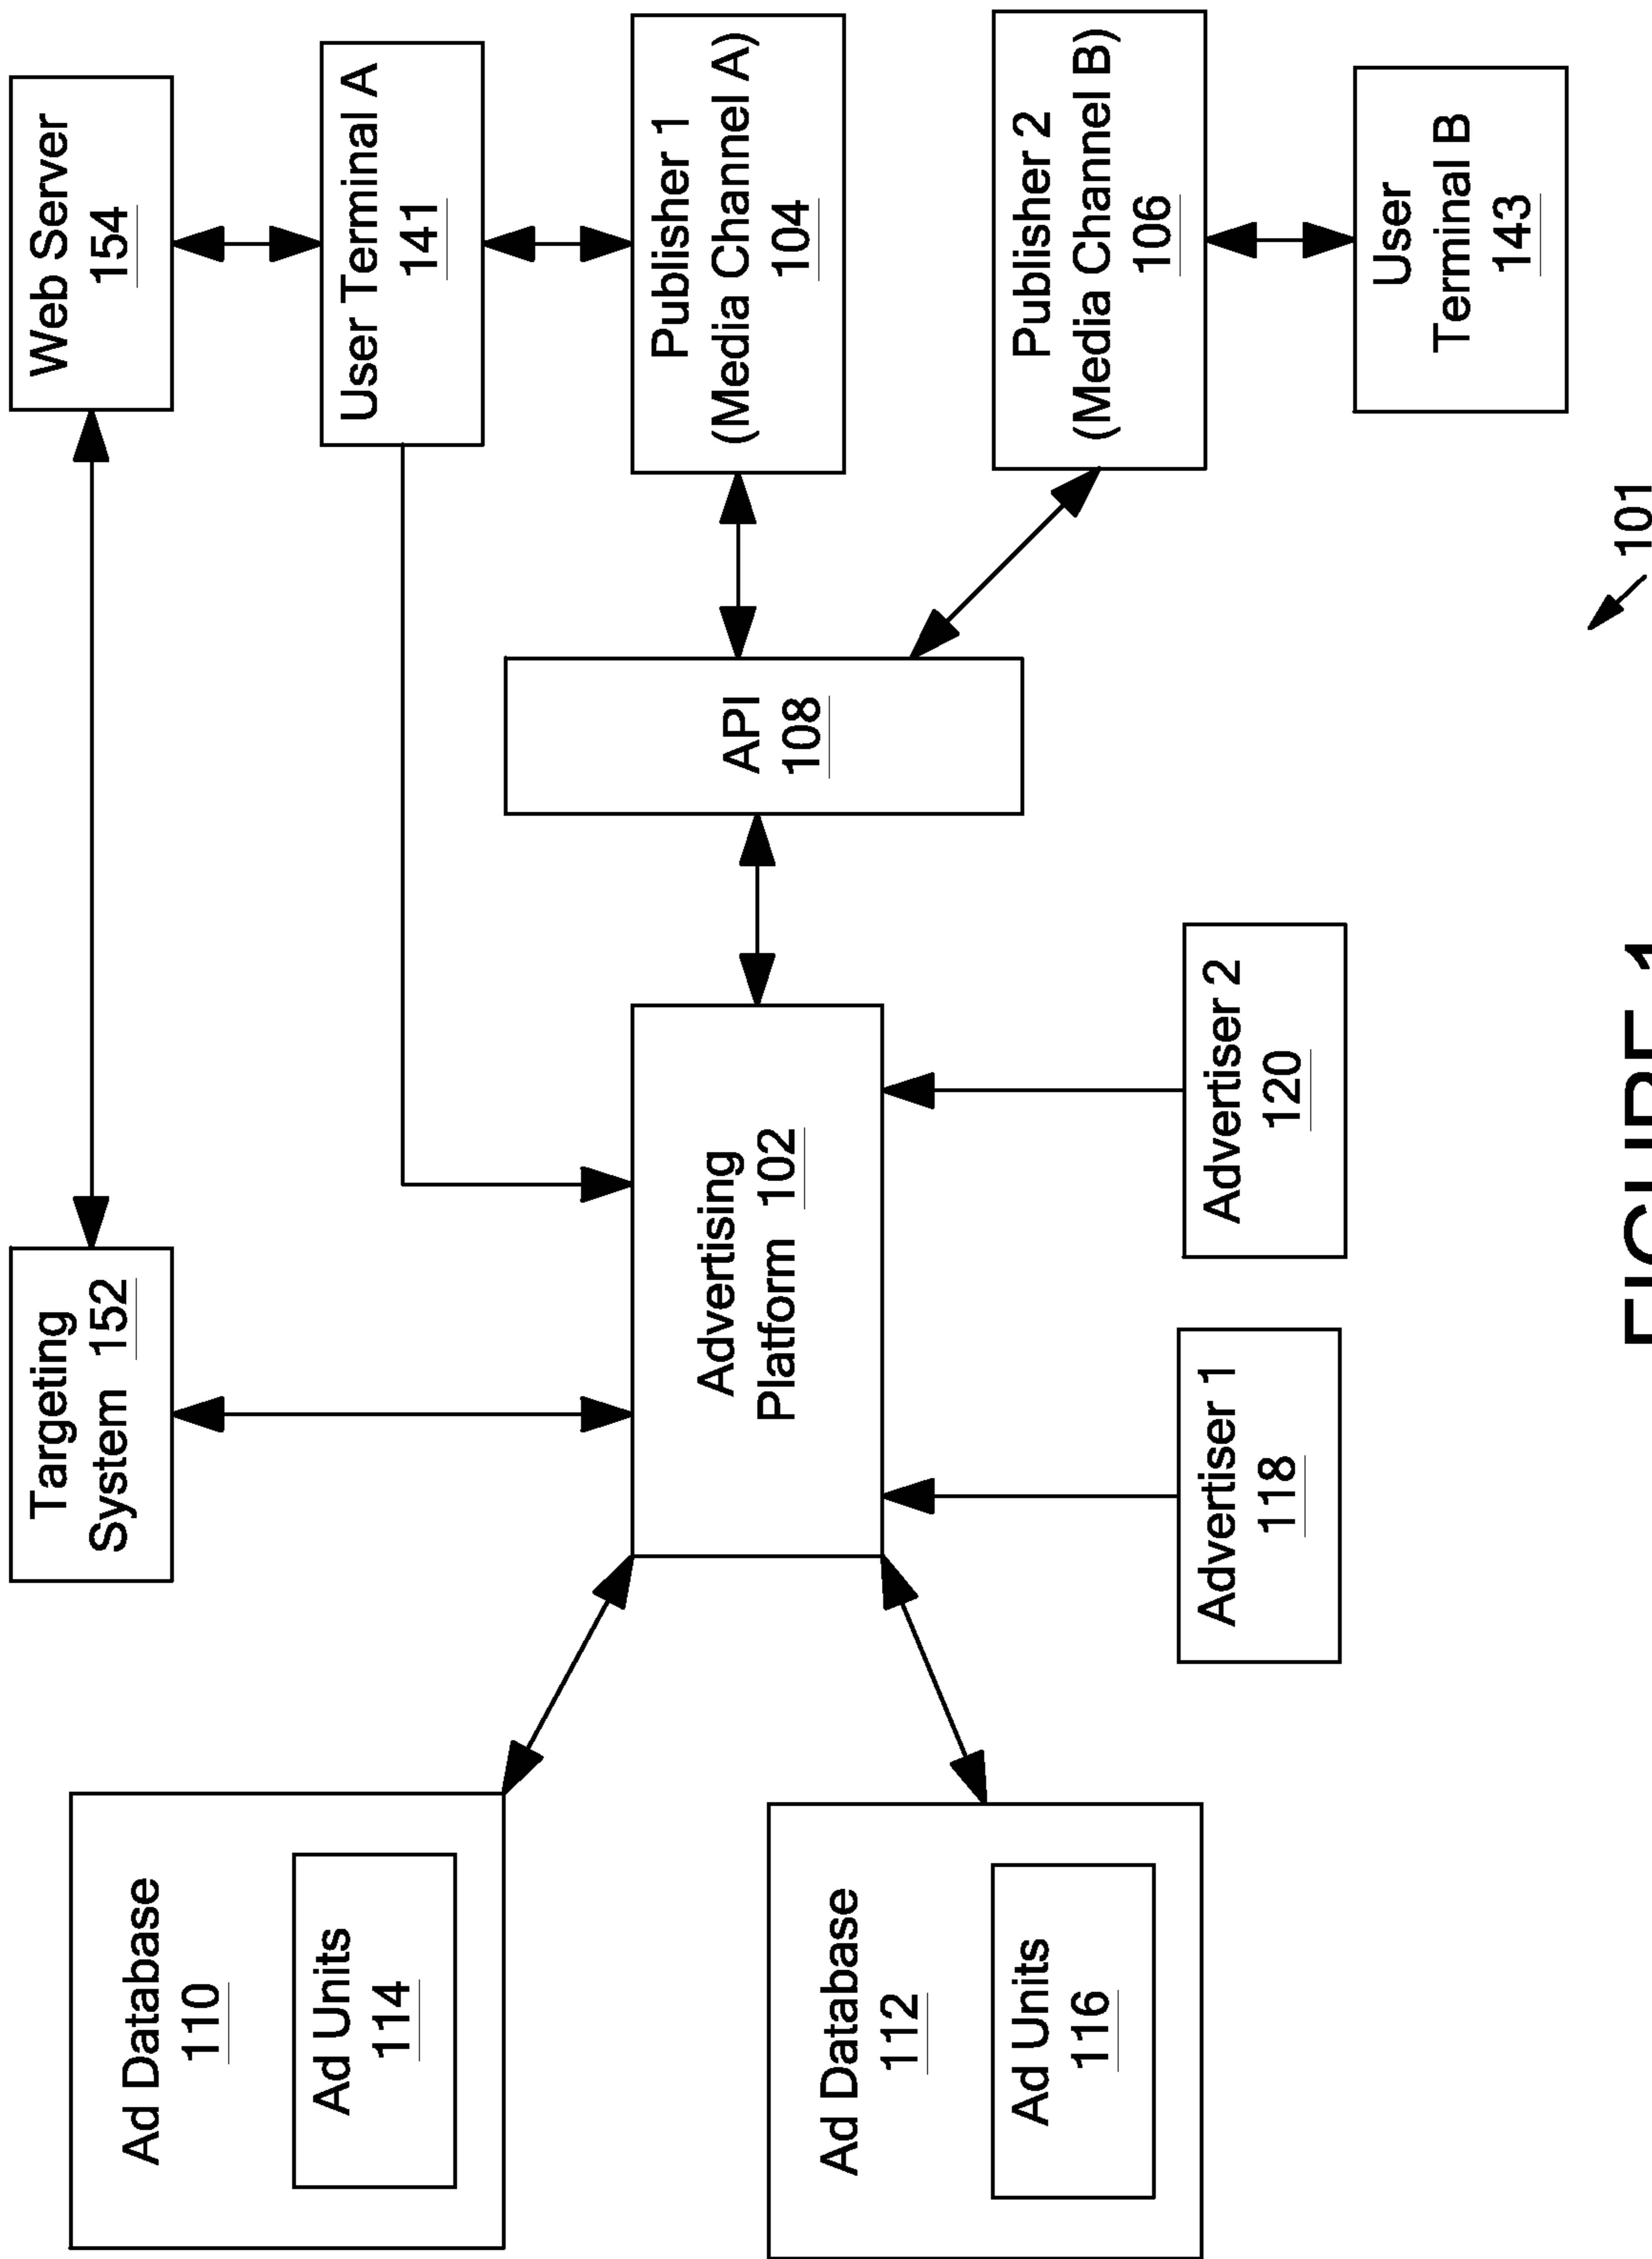 Ad Database
110
Ad Units
114
Targeting
System 152
Web Server
154
User Terminal A
141
Advertising
Platform 102
API
108
Publisher 1
(Media Channel A)
104
Ad Database
112
Ad Units
116
Publisher 2
(Media Channel B)
106
Advertiser 1
118
Advertiser 2
120
User
Terminal B
143
101
FIGURE 1